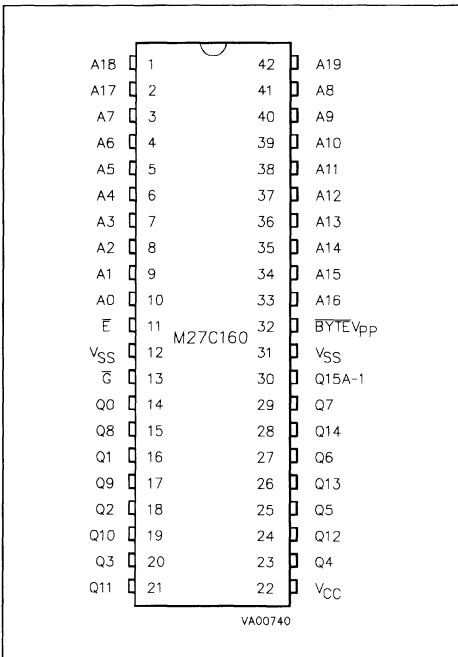 A18 1 42 A19
A17 2 41 A8
A7 3 40 A9
A6 4 39 A10
A5 5 38 A11
A4 6 37 A12
A3 7 36 A13
A2 8 35 A14
A1 9 34 A15
A0 10 33 A16
E̅ 11 32 B̅Y̅T̅E̅VPP
M27C160
VSS 12 31 VSS
G̅ 13 30 Q15A-1
Q0 14 29 Q7
Q8 15 28 Q14
Q1 16 27 Q6
Q9 17 26 Q13
Q2 18 25 Q5
Q10 19 24 Q12
Q3 20 23 Q4
Q11 21 22 VCC
VA00740